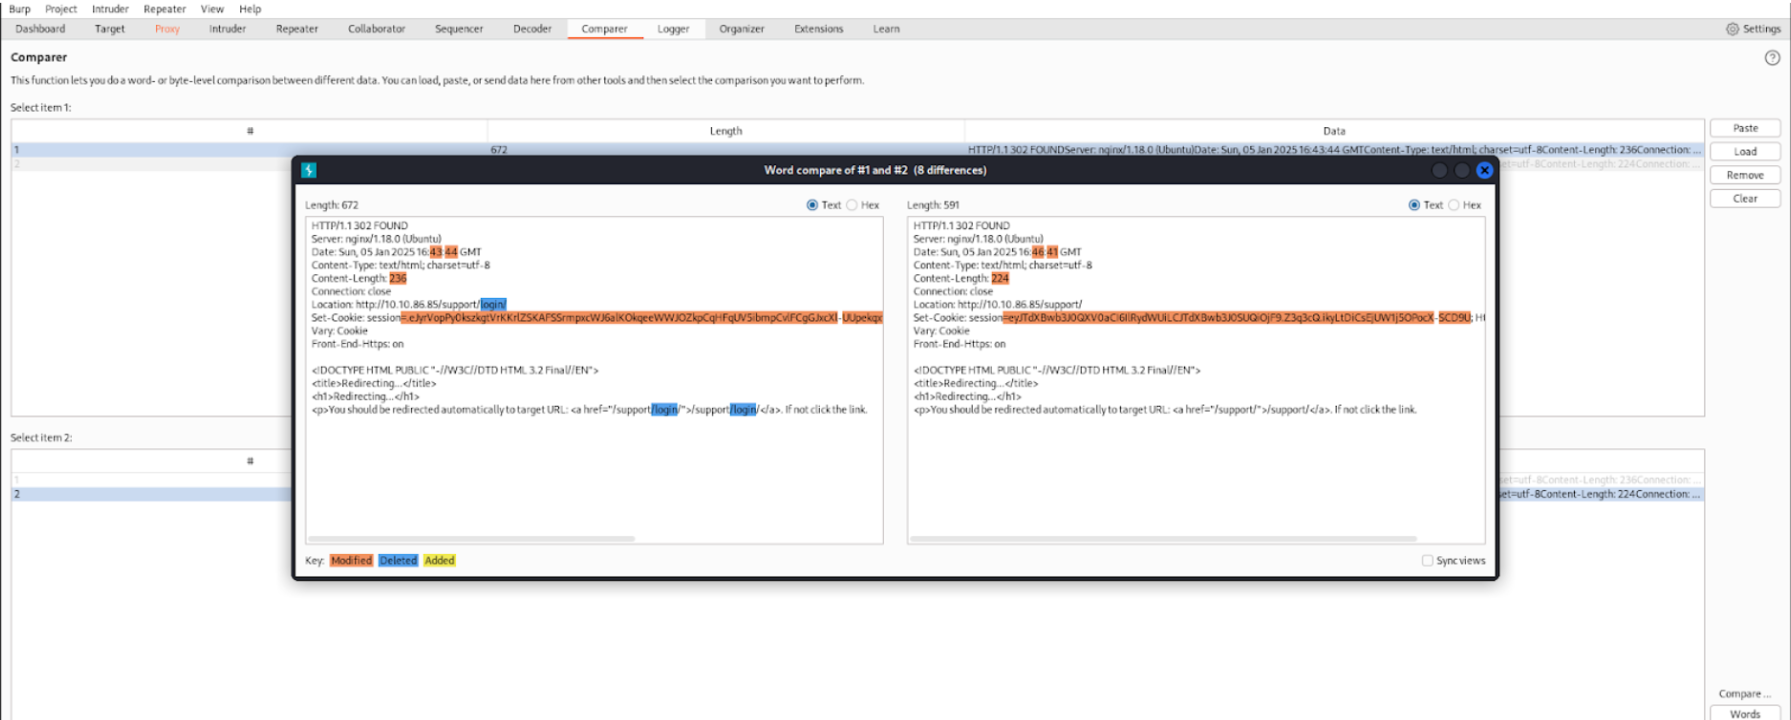 Burp Project Intruder Repeater View Help
Dashboard Target Proxy Intruder Repeater Collaborator Sequencer Decoder Comparer Logger Organizer Extensions Learn Settings
Comparer
?
This function lets you do a word- or byte-level comparison between different data. You can load, paste, or send data here from other tools and then select the comparison you want to perform.
Select item 1:
# Length Data
Paste
1 672 HTTP/1.1 302 FOUNDServer: nginx/1.18.0 (Ubuntu)Date: Sun, 05 Jan 2025 16:43:44 GMTContent-Type: text/html; charset=utf-8Content-Length: 236Connection: ...
Load
2 utf-8Content-Length: 224Connection: ...
Remove
Clear
Word compare of #1 and #2 (8 differences)
Length: 672 Text Hex
HTTP/1.1 302 FOUND
Server: nginx/1.18.0 (Ubuntu)
Date: Sun, 05 Jan 2025 16:43:44 GMT
Content-Type: text/html; charset=utf-8
Content-Length: 236
Connection: close
Location: http://10.10.86.85/support/login/
Set-Cookie:
Vary: Cookie
Front-End-Https: on
<!DOCTYPE HTML PUBLIC "-//W3C//DTD HTML 3.2 Final//EN">
<title>Redirecting...</title>
<h1>Redirecting...</h1>
<p>You should be redirected automatically to target URL: <a href="/support/login/">/support/login/</a>. If not click the link.
Length: 591 Text Hex
HTTP/1.1 302 FOUND
Server: nginx/1.18.0 (Ubuntu)
Date: Sun, 05 Jan 2025 16:46:41 GMT
Content-Type: text/html; charset=utf-8
Content-Length: 224
Connection: close
Location: http://10.10.86.85/support/
Set-Cookie:
Vary: Cookie
Front-End-Https: on
<!DOCTYPE HTML PUBLIC "-//W3C//DTD HTML 3.2 Final//EN">
<title>Redirecting...</title>
<h1>Redirecting...</h1>
<p>You should be redirected automatically to target URL: <a href="/support/">/support/</a>. If not click the link.
Key: Modified Deleted Added Sync views
Select item 2:
#
1 set=utf-8Content-Length: 236Connection: ...
2 set=utf-8Content-Length: 224Connection: ...
Compare ...
Words